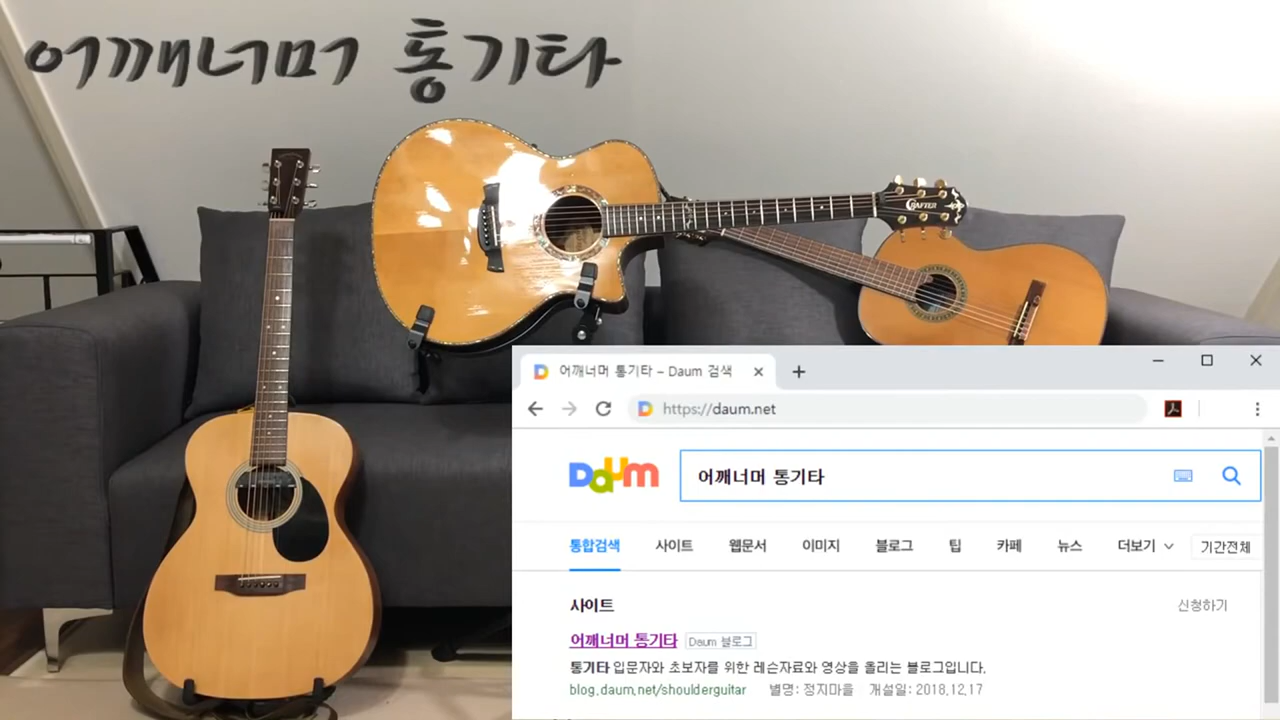 어깨너머 통기타
CRAFTER
어깨너머 통기타 – Daum 검색
https://daum.net
Daum
어깨너머 통기타
통합검색 사이트 웹문서 이미지 블로그 팁 카페 뉴스 더보기 기간전체
사이트 신청하기
어깨너머 통기타 Daum 블로그
통기타 입문자와 초보자를 위한 레슨자료와 영상을 올리는 블로그입니다.
blog.daum.net/shoulderguitar 별명: 정지마을 개설일: 2018.12.17